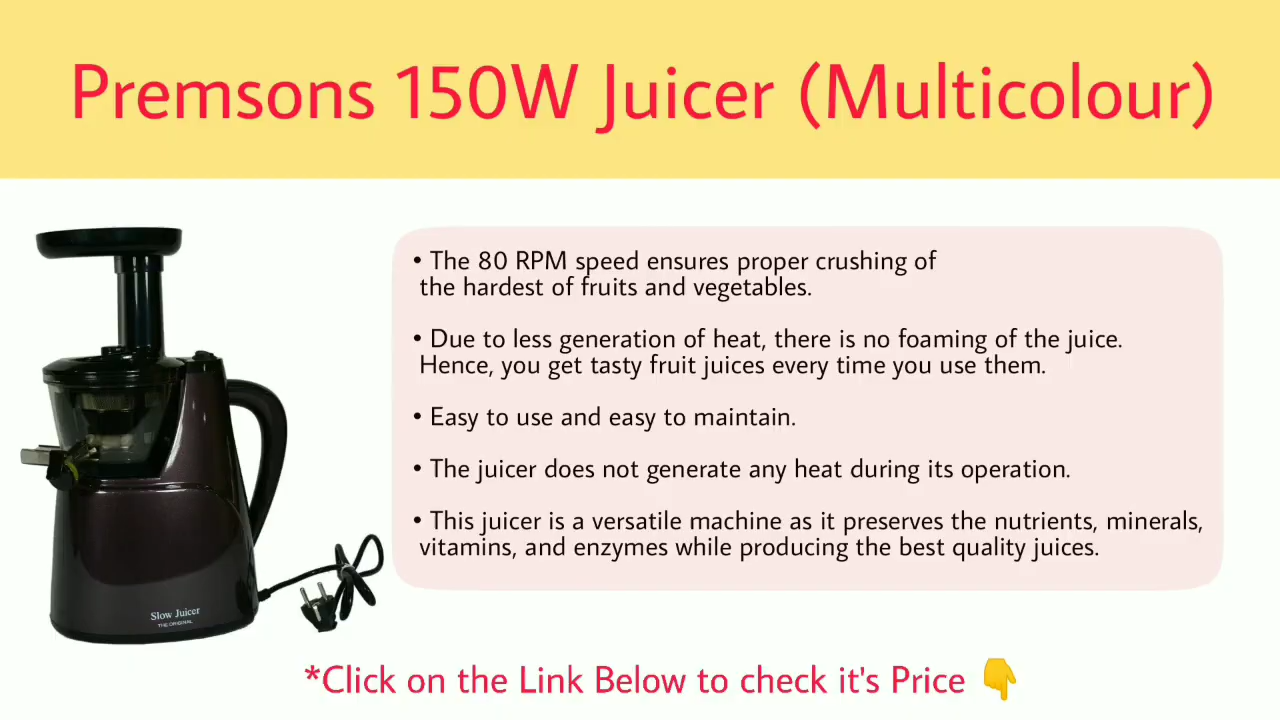 Premsons 150W Juicer (Multicolour)
• The 80 RPM speed ensures proper crushing of
the hardest of fruits and vegetables.
• Due to less generation of heat, there is no foaming of the juice.
Hence, you get tasty fruit juices every time you use them.
• Easy to use and easy to maintain.
• The juicer does not generate any heat during its operation.
• This juicer is a versatile machine as it preserves the nutrients, minerals,
vitamins, and enzymes while producing the best quality juices.
Slow Juicer
THE ORIGINAL
*Click on the Link Below to check it's Price 👇